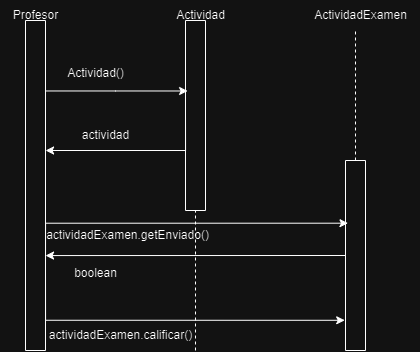 Profesor
Actividad
ActividadExamen
Actividad()
actividad
actividadExamen.getEnviado()
boolean
actividadExamen.calificar()